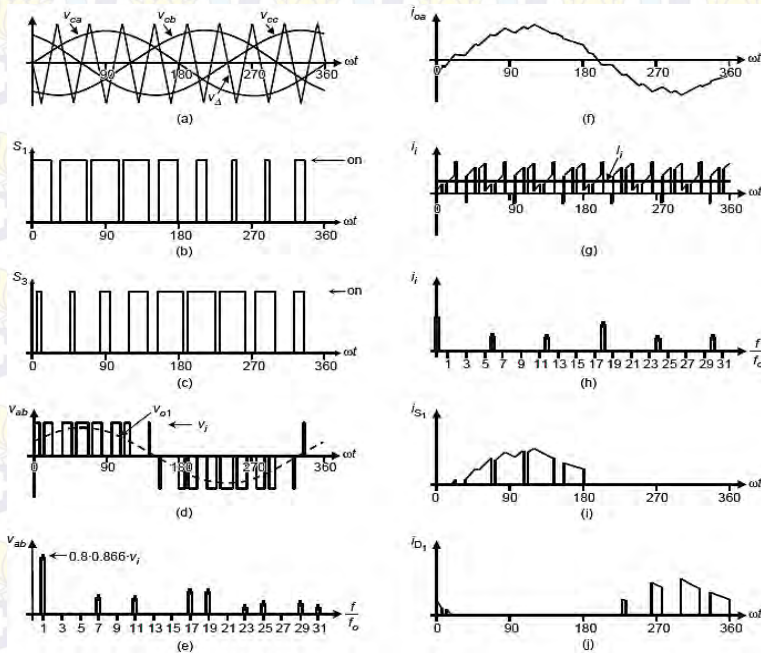 v_ca v_cb v_cc
0 90 180 270 360 ωt
v_Δ
(a)
S_1
on
0 90 180 270 360 ωt
(b)
S_3
on
0 90 180 270 360 ωt
(c)
v_ab
v_o1
v_i
0 90 180 270 360 ωt
(d)
v_ab
0.8·0.866·v_i
1 3 5 7 9 11 13 15 17 19 21 23 25 27 29 31 f/f_o
(e)
i_oa
0 90 180 270 360 ωt
(f)
i_i
I_i
0 90 180 270 360 ωt
(g)
i_i
1 3 5 7 9 11 13 15 17 19 21 23 25 27 29 31 f/f_o
(h)
i_S1
0 90 180 270 360 ωt
(i)
i_D1
0 90 180 270 360 ωt
(j)